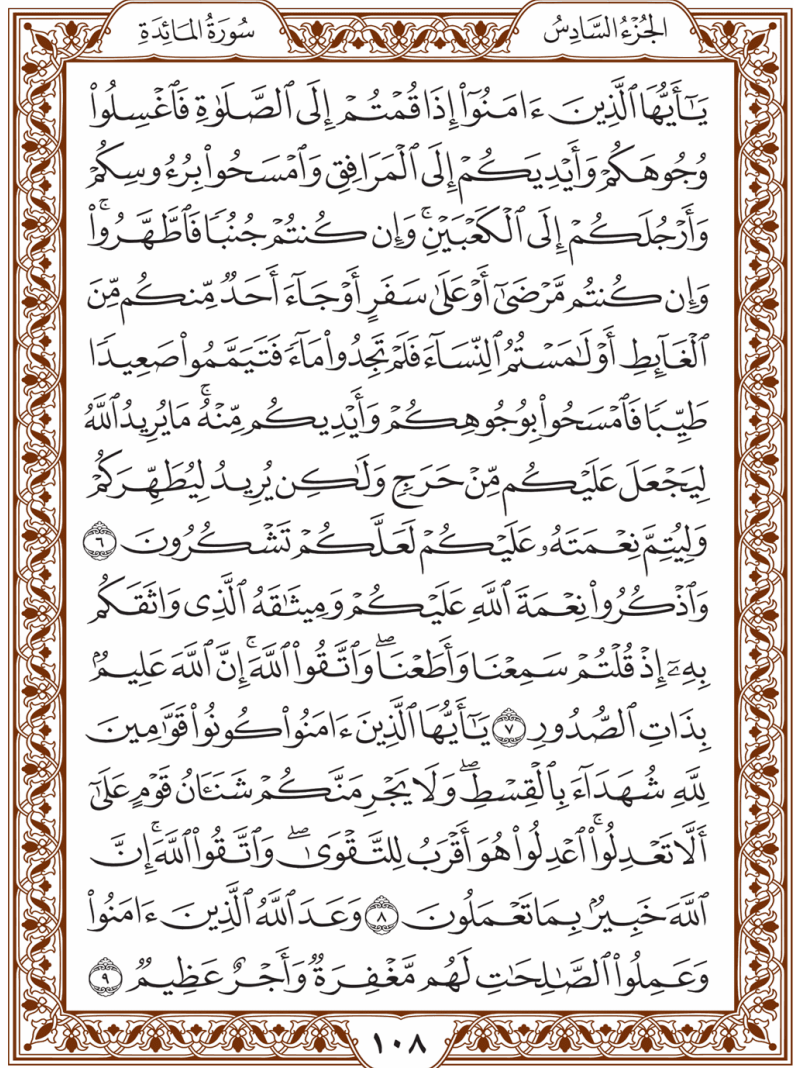 الجُزْءُ السَّادِسُ
سُورَةُ المَائِدَةِ
يَٰٓأَيُّهَا ٱلَّذِينَ ءَامَنُوٓا۟ إِذَا قُمْتُمْ إِلَى ٱلصَّلَوٰةِ فَٱغْسِلُوا۟
وُجُوهَكُمْ وَأَيْدِيَكُمْ إِلَى ٱلْمَرَافِقِ وَٱمْسَحُوا۟ بِرُءُوسِكُمْ
وَأَرْجُلَكُمْ إِلَى ٱلْكَعْبَيْنِ ۚ وَإِن كُنتُمْ جُنُبًا فَٱطَّهَّرُوا۟ ۚ
وَإِن كُنتُم مَّرْضَىٰٓ أَوْ عَلَىٰ سَفَرٍ أَوْ جَآءَ أَحَدٌ مِّنكُم مِّنَ
ٱلْغَآئِطِ أَوْ لَٰمَسْتُمُ ٱلنِّسَآءَ فَلَمْ تَجِدُوا۟ مَآءً فَتَيَمَّمُوا۟ صَعِيدًا
طَيِّبًا فَٱمْسَحُوا۟ بِوُجُوهِكُمْ وَأَيْدِيكُم مِّنْهُ ۚ مَا يُرِيدُ ٱللَّهُ
لِيَجْعَلَ عَلَيْكُم مِّنْ حَرَجٍ وَلَٰكِن يُرِيدُ لِيُطَهِّرَكُمْ
وَلِيُتِمَّ نِعْمَتَهُۥ عَلَيْكُمْ لَعَلَّكُمْ تَشْكُرُونَ ٦
وَٱذْكُرُوا۟ نِعْمَةَ ٱللَّهِ عَلَيْكُمْ وَمِيثَٰقَهُ ٱلَّذِى وَاثَقَكُم
بِهِۦٓ إِذْ قُلْتُمْ سَمِعْنَا وَأَطَعْنَا ۖ وَٱتَّقُوا۟ ٱللَّهَ ۚ إِنَّ ٱللَّهَ عَلِيمٌۢ
بِذَاتِ ٱلصُّدُورِ ٧ يَٰٓأَيُّهَا ٱلَّذِينَ ءَامَنُوا۟ كُونُوا۟ قَوَّٰمِينَ
لِلَّهِ شُهَدَآءَ بِٱلْقِسْطِ ۖ وَلَا يَجْرِمَنَّكُمْ شَنَـَٔانُ قَوْمٍ عَلَىٰٓ
أَلَّا تَعْدِلُوا۟ ۚ ٱعْدِلُوا۟ هُوَ أَقْرَبُ لِلتَّقْوَىٰ ۖ وَٱتَّقُوا۟ ٱللَّهَ ۚ إِنَّ
ٱللَّهَ خَبِيرٌۢ بِمَا تَعْمَلُونَ ٨ وَعَدَ ٱللَّهُ ٱلَّذِينَ ءَامَنُوا۟
وَعَمِلُوا۟ ٱلصَّٰلِحَٰتِ لَهُم مَّغْفِرَةٌ وَأَجْرٌ عَظِيمٌ ٩
١٠٨